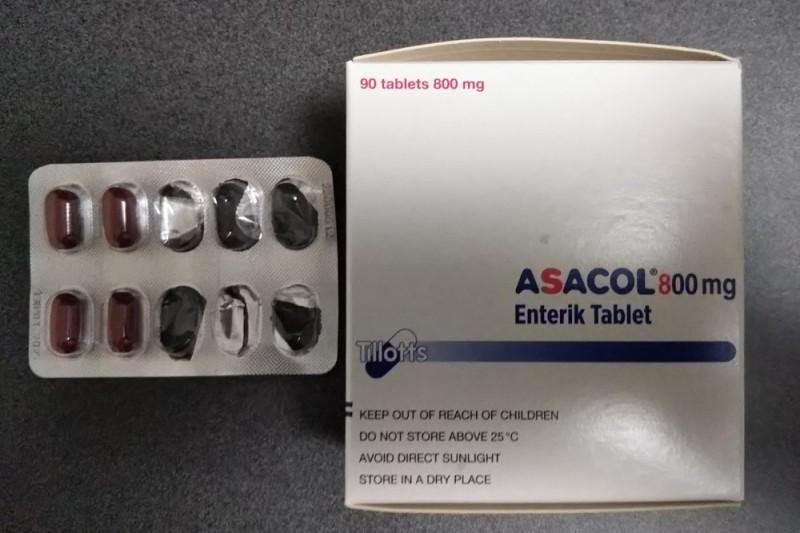 90 tablets 800 mg
ASACOL® 800 mg
Enterik Tablet
Tillotts
KEEP OUT OF REACH OF CHILDREN
DO NOT STORE ABOVE 25 °C
AVOID DIRECT SUNLIGHT
STORE IN A DRY PLACE